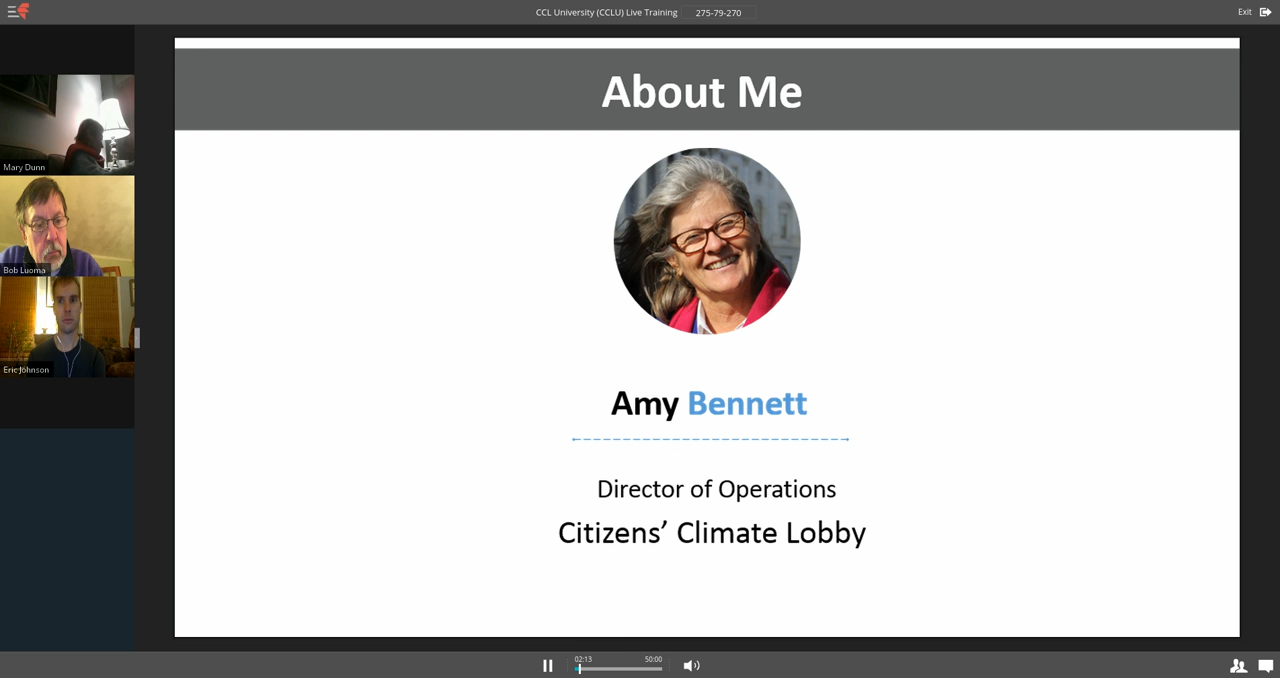 CCL University (CCLU) Live Training 275-79-270
Exit
About Me
Mary Dunn
Bob Luoma
Eric Johnson
Amy Bennett
Director of Operations
Citizens’ Climate Lobby
02:13 50:00